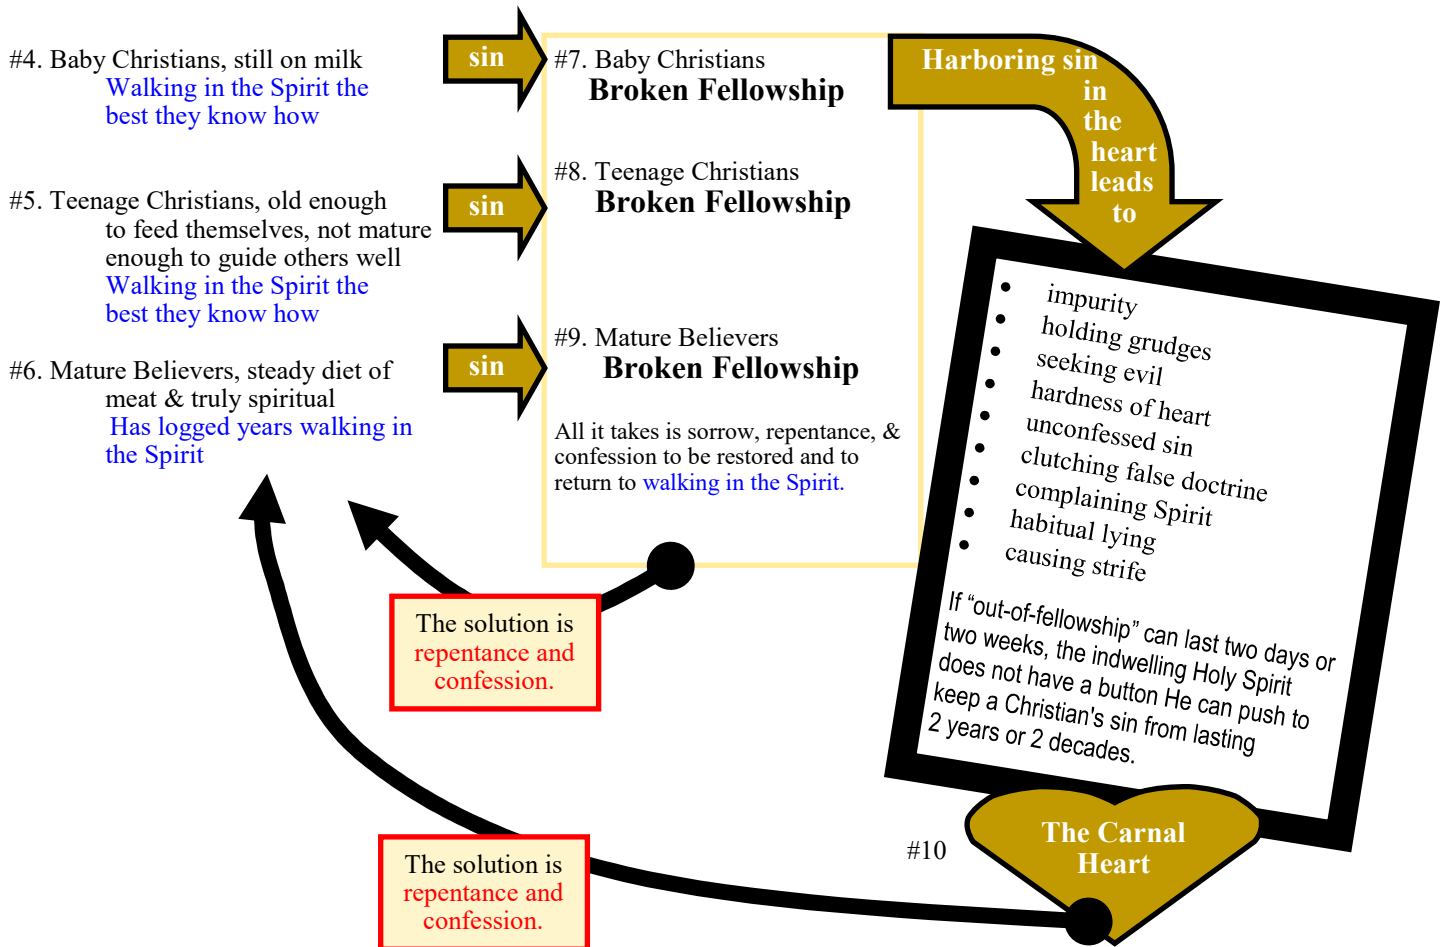 #4. Baby Christians, still on milk
Walking in the Spirit the
best they know how
sin
#7. Baby Christians
Broken Fellowship
Harboring sin
in
the
heart
leads
to
#5. Teenage Christians, old enough
to feed themselves, not mature
enough to guide others well
Walking in the Spirit the
best they know how
sin
#8. Teenage Christians
Broken Fellowship
#6. Mature Believers, steady diet of
meat & truly spiritual
Has logged years walking in
the Spirit
sin
#9. Mature Believers
Broken Fellowship
All it takes is sorrow, repentance, &
confession to be restored and to
return to walking in the Spirit.
• impurity
• holding grudges
• seeking evil
• hardness of heart
• unconfessed sin
• clutching false doctrine
• complaining Spirit
• habitual lying
• causing strife
If “out-of-fellowship” can last two days or
two weeks, the indwelling Holy Spirit
does not have a button He can push to
keep a Christian's sin from lasting
2 years or 2 decades.
The solution is
repentance and
confession.
#10
The Carnal
Heart
The solution is
repentance and
confession.